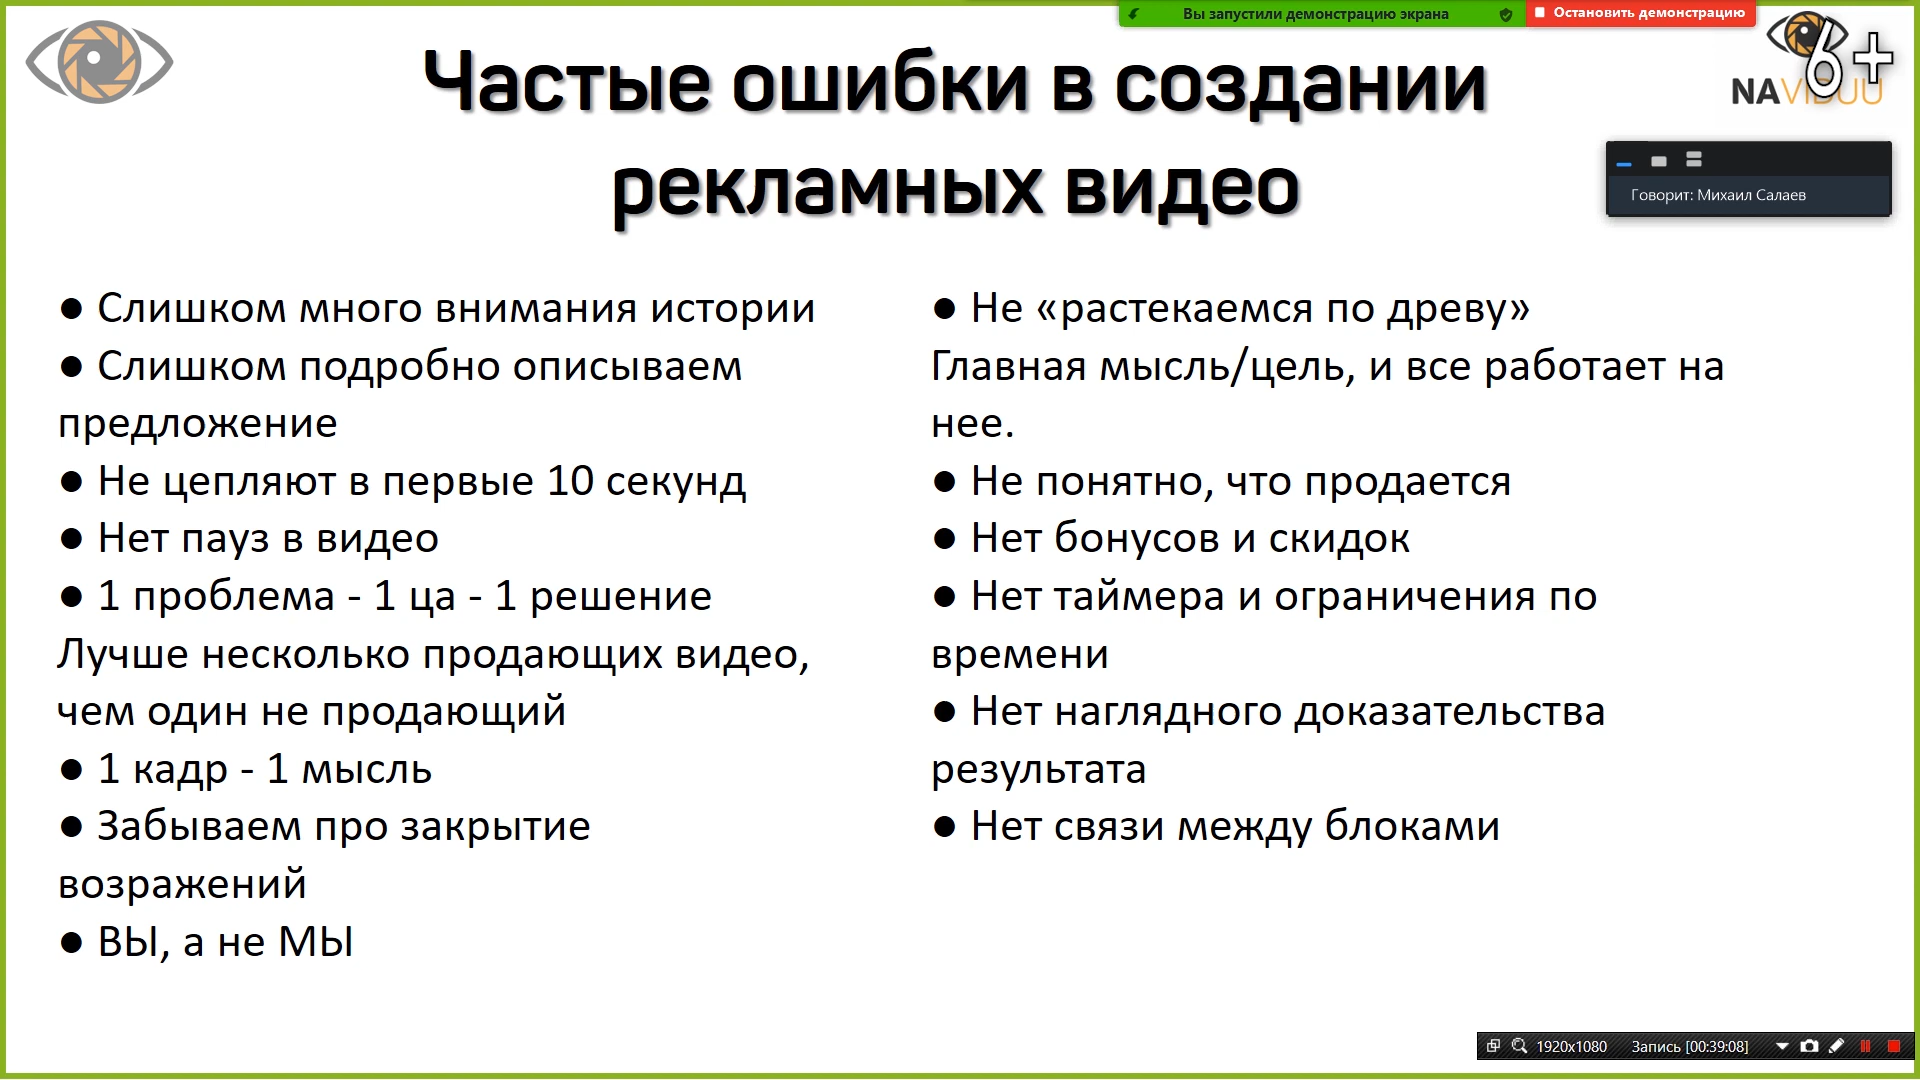 Вы запустили демонстрацию экрана
Остановить демонстрацию
6+
NAVIDUU
Говорит: Михаил Салаев
Частые ошибки в создании
рекламных видео
● Слишком много внимания истории
● Слишком подробно описываем
предложение
● Не цепляют в первые 10 секунд
● Нет пауз в видео
● 1 проблема - 1 ца - 1 решение
Лучше несколько продающих видео,
чем один не продающий
● 1 кадр - 1 мысль
● Забываем про закрытие
возражений
● ВЫ, а не МЫ
● Не «растекаемся по древу»
Главная мысль/цель, и все работает на
нее.
● Не понятно, что продается
● Нет бонусов и скидок
● Нет таймера и ограничения по
времени
● Нет наглядного доказательства
результата
● Нет связи между блоками
1920x1080
Запись [00:39:08]